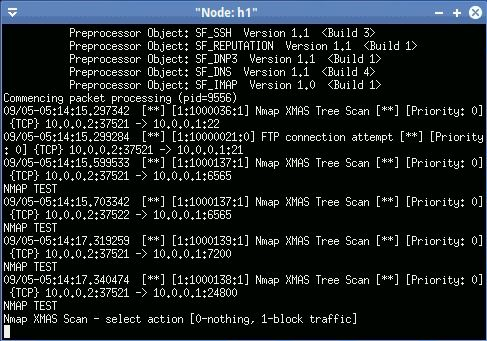 "Node: h1"
Preprocessor Object: SF_SSH  Version 1.1  <Build 3>
Preprocessor Object: SF_REPUTATION  Version 1.1  <Build 1>
Preprocessor Object: SF_DNP3  Version 1.1  <Build 1>
Preprocessor Object: SF_DNS  Version 1.1  <Build 4>
Preprocessor Object: SF_IMAP  Version 1.0  <Build 1>
Commencing packet processing (pid=9556)
09/05-05:14:15.297342  [**] [1:1000036:1] Nmap XMAS Tree Scan [**] [Priority: 0]
{TCP} 10.0.0.2:37521 -> 10.0.0.1:22
09/05-05:14:15.299284  [**] [1:10000021:0] FTP connection attempt [**] [Priority
: 0] {TCP} 10.0.0.2:37521 -> 10.0.0.1:21
09/05-05:14:15.599533  [**] [1:1000137:1] Nmap XMAS Tree Scan [**] [Priority: 0]
{TCP} 10.0.0.2:37521 -> 10.0.0.1:6565
NMAP TEST
09/05-05:14:15.703342  [**] [1:1000137:1] Nmap XMAS Tree Scan [**] [Priority: 0]
{TCP} 10.0.0.2:37522 -> 10.0.0.1:6565
NMAP TEST
09/05-05:14:17.319259  [**] [1:1000139:1] Nmap XMAS Tree Scan [**] [Priority: 0]
{TCP} 10.0.0.2:37521 -> 10.0.0.1:7200
NMAP TEST
09/05-05:14:17.340474  [**] [1:1000138:1] Nmap XMAS Tree Scan [**] [Priority: 0]
{TCP} 10.0.0.2:37521 -> 10.0.0.1:24800
NMAP TEST
Nmap XMAS Scan - select action [0-nothing, 1-block traffic]